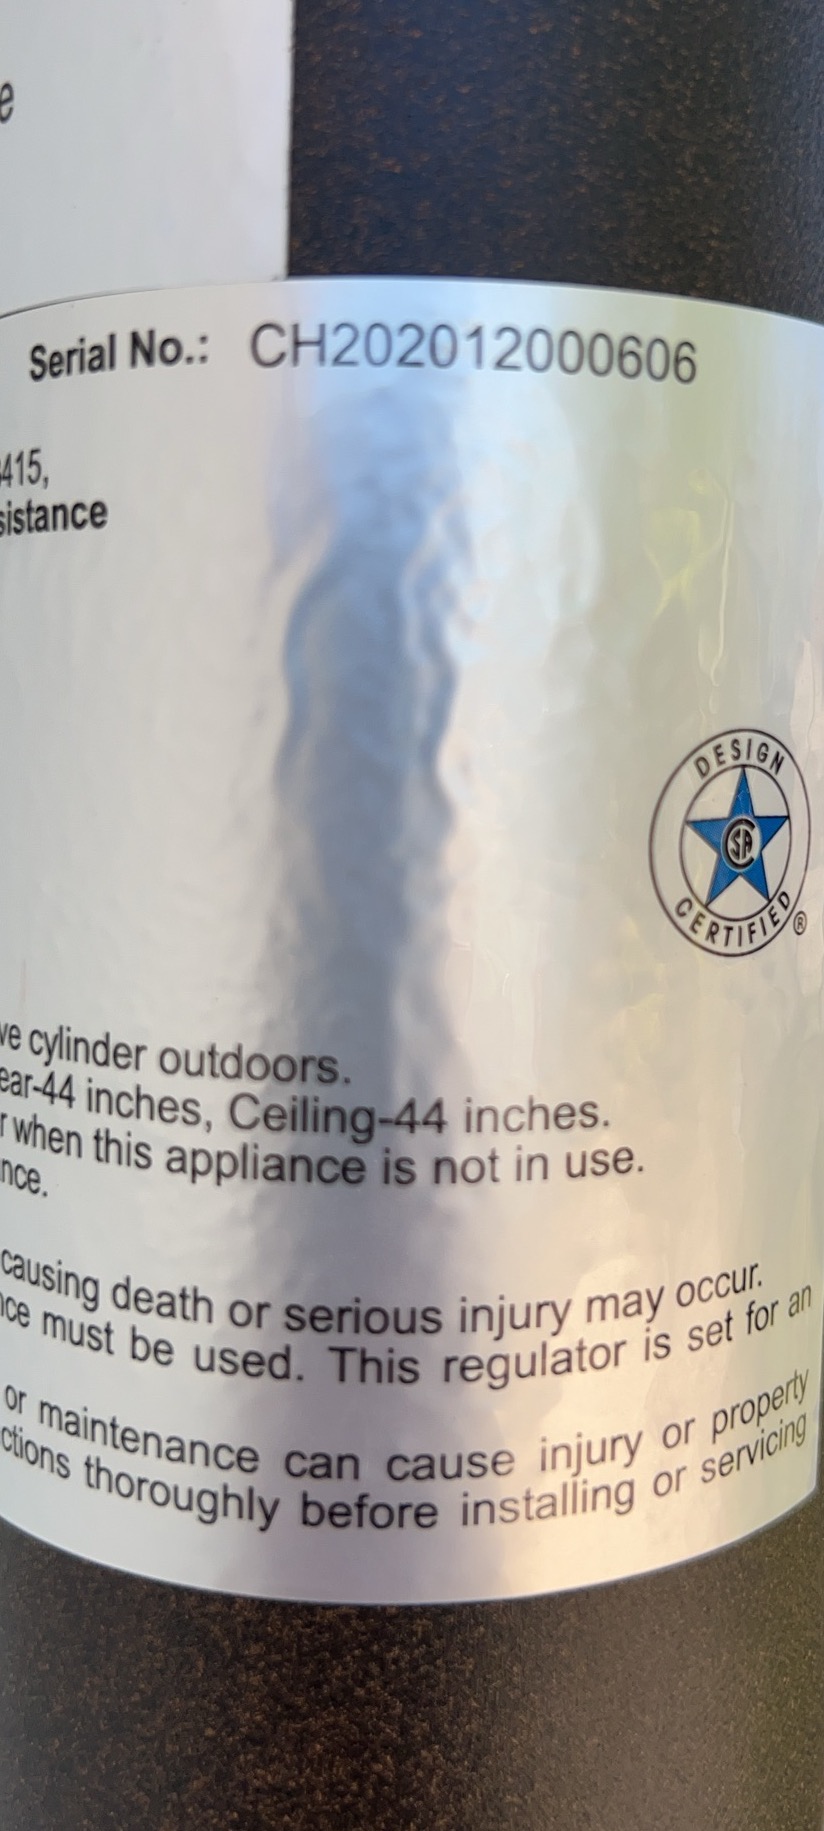 e
Serial No.: CH202012000606
415,
sistance
DESIGN
CSA
CERTIFIED ®
ve cylinder outdoors.
ear-44 inches, Ceiling-44 inches.
r when this appliance is not in use.
nce.
causing death or serious injury may occur.
nce must be used. This regulator is set for an
or maintenance can cause injury or property
ctions thoroughly before installing or servicing